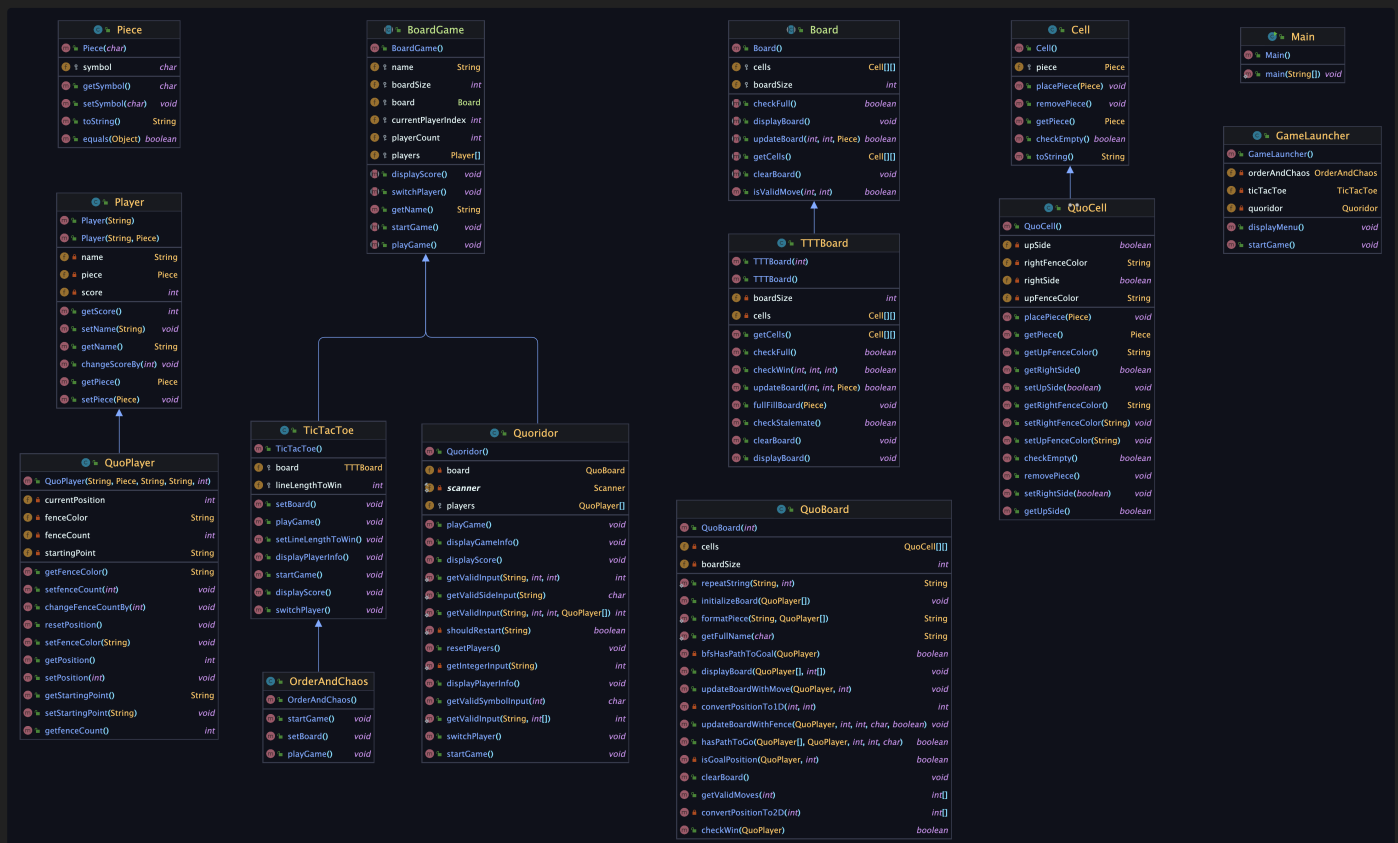 Piece
Piece(char)
symbol char
getSymbol() char
setSymbol(char) void
toString() String
equals(Object) boolean
Player
Player(String)
Player(String, Piece)
name String
piece Piece
score int
getScore() int
setName(String) void
getName() String
changeScoreBy(int) void
getPiece() Piece
setPiece(Piece) void
QuoPlayer
QuoPlayer(String, Piece, String, String, int)
currentPosition int
fenceColor String
fenceCount int
startingPoint String
getFenceColor() String
setfenceCount(int) void
changeFenceCountBy(int) void
resetPosition() void
setFenceColor(String) void
getPosition() int
setPosition(int) void
getStartingPoint() String
setStartingPoint(String) void
getfenceCount() int
BoardGame
BoardGame()
name String
boardSize int
board Board
currentPlayerIndex int
playerCount int
players Player[]
displayScore() void
switchPlayer() void
getName() String
startGame() void
playGame() void
TicTacToe
TicTacToe()
board TTTBoard
lineLengthToWin int
setBoard() void
playGame() void
setLineLengthToWin() void
displayPlayerInfo() void
startGame() void
displayScore() void
switchPlayer() void
OrderAndChaos
OrderAndChaos()
startGame() void
setBoard() void
playGame() void
Quoridor
Quoridor()
board QuoBoard
scanner Scanner
players QuoPlayer[]
playGame() void
displayGameInfo() void
displayScore() void
getValidInput(String, int, int) int
getValidSideInput(String) char
getValidInput(String, int, int, QuoPlayer[]) int
shouldRestart(String) boolean
resetPlayers() void
getIntegerInput(String) int
displayPlayerInfo() void
getValidSymbolInput(int) char
getValidInput(String, int[]) int
switchPlayer() void
startGame() void
Board
Board()
cells Cell[][]
boardSize int
checkFull() boolean
displayBoard() void
updateBoard(int, int, Piece) boolean
getCells() Cell[][]
clearBoard() void
isValidMove(int, int) boolean
TTTBoard
TTTBoard(int)
TTTBoard()
boardSize int
cells Cell[][]
getCells() Cell[][]
checkFull() boolean
checkWin(int, int, int) boolean
updateBoard(int, int, Piece) boolean
fullFillBoard(Piece) void
checkStalemate() boolean
clearBoard() void
displayBoard() void
QuoBoard
QuoBoard(int)
cells QuoCell[][]
boardSize int
repeatString(String, int) String
initializeBoard(QuoPlayer[]) void
formatPiece(String, QuoPlayer[]) String
getFullName(char) String
bfsHasPathToGoal(QuoPlayer) boolean
displayBoard(QuoPlayer[], int[]) void
updateBoardWithMove(QuoPlayer, int) void
convertPositionTo1D(int, int) int
updateBoardWithFence(QuoPlayer, int, int, char, boolean) void
hasPathToGo(QuoPlayer[], QuoPlayer, int, int, char) boolean
isGoalPosition(QuoPlayer, int) boolean
clearBoard() void
getValidMoves(int) int[]
convertPositionTo2D(int) int[]
checkWin(QuoPlayer) boolean
Cell
Cell()
piece Piece
placePiece(Piece) void
removePiece() void
getPiece() Piece
checkEmpty() boolean
toString() String
QuoCell
QuoCell()
upSide boolean
rightFenceColor String
rightSide boolean
upFenceColor String
placePiece(Piece) void
getPiece() Piece
getUpFenceColor() String
getRightSide() boolean
setUpSide(boolean) void
getRightFenceColor() String
setRightFenceColor(String) void
setUpFenceColor(String) void
checkEmpty() boolean
removePiece() void
setRightSide(boolean) void
getUpSide() boolean
Main
Main()
main(String[]) void
GameLauncher
GameLauncher()
orderAndChaos OrderAndChaos
ticTacToe TicTacToe
quoridor Quoridor
displayMenu() void
startGame() void